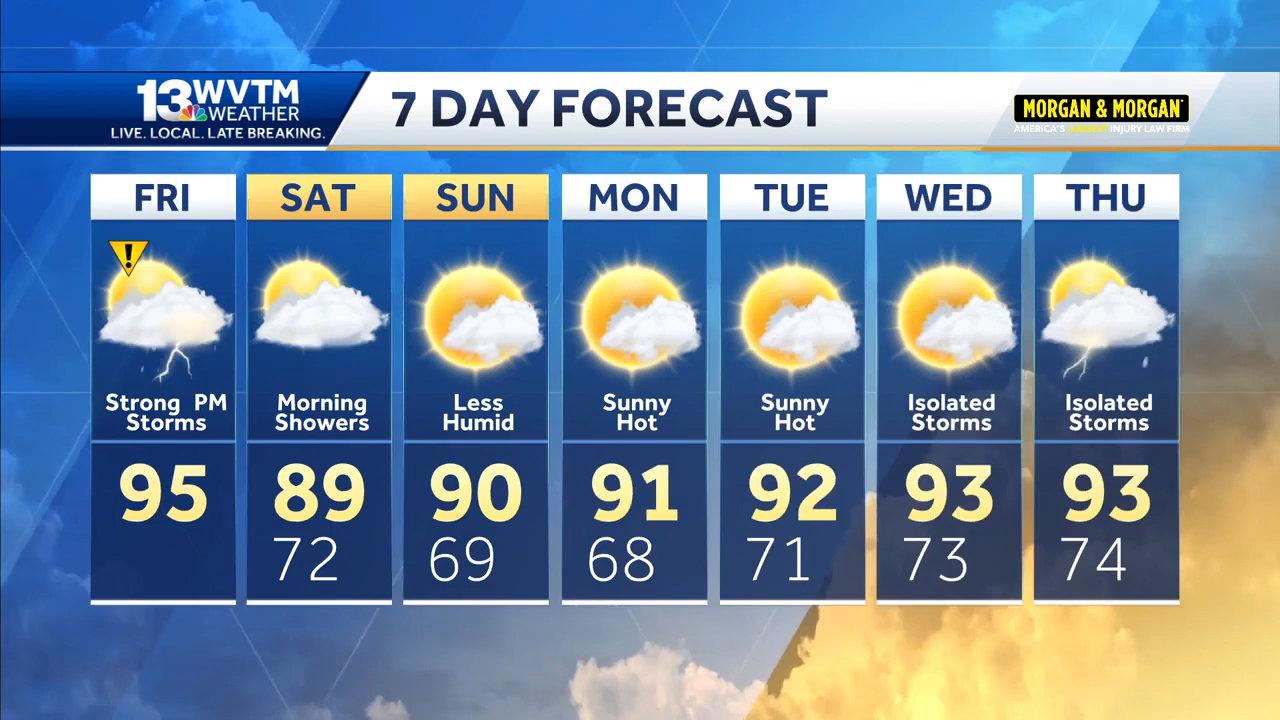 13 WVTM
WEATHER
LIVE. LOCAL. LATE BREAKING.
7 DAY FORECAST
MORGAN & MORGAN
AMERICA'S LARGEST INJURY LAW FIRM
FRI SAT SUN MON TUE WED THU
!
Strong PM Morning Less Sunny Sunny Isolated Isolated
Storms Showers Humid Hot Hot Storms Storms
95 89 90 91 92 93 93
72 69 68 71 73 74